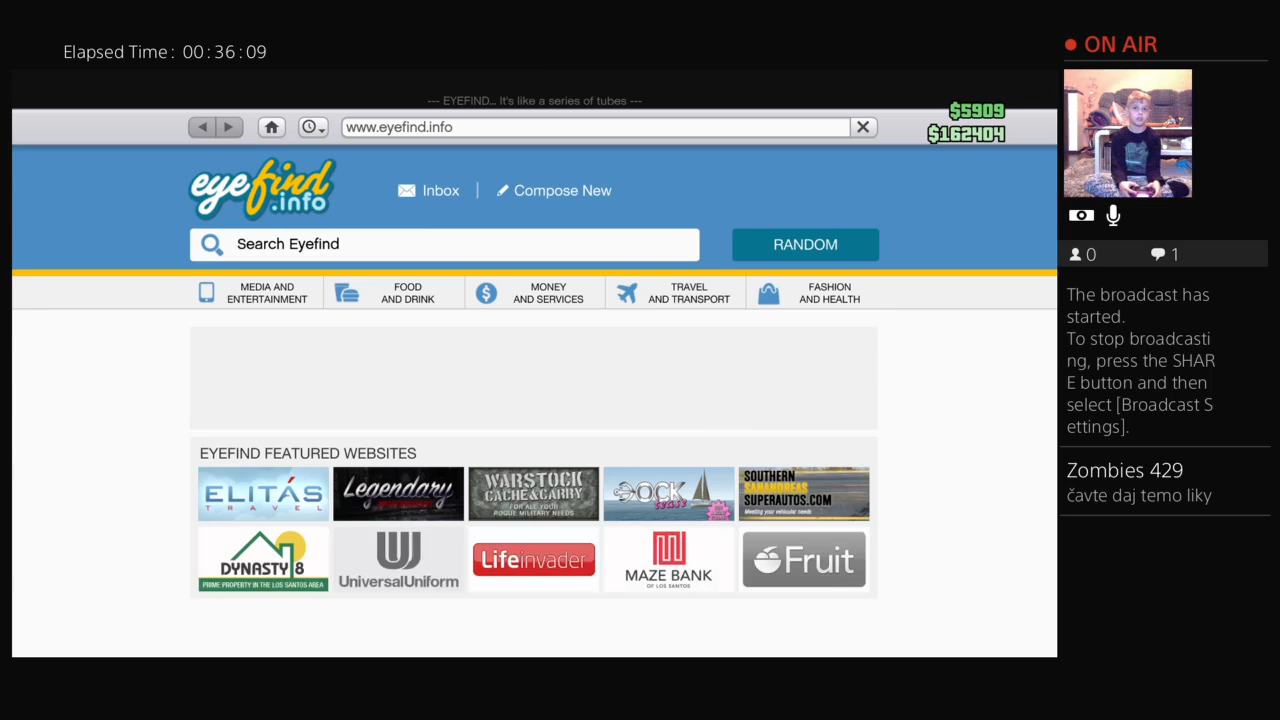 Elapsed Time: 00:36:09
ON AIR
--- EYEFIND... It's like a series of tubes ---
$5909
www.eyefind.info
$162404
eyefind
.info
Inbox
Compose New
Search Eyefind
RANDOM
MEDIA AND
ENTERTAINMENT
FOOD
AND DRINK
MONEY
AND SERVICES
TRAVEL
AND TRANSPORT
FASHION
AND HEALTH
EYEFIND FEATURED WEBSITES
ELITÁS
TRAVEL
Legendary
WARSTOCK
CACHE & CARRY
FOR ALL YOUR
ROGUE MILITARY NEEDS
DOCK
tease
SOUTHERN
SANANDREAS
SUPERAUTOS.COM
Meeting your vehicular needs
DYNASTY 8
PRIME PROPERTY IN THE LOS SANTOS AREA
UniversalUniform
Lifeinvader
MAZE BANK
OF LOS SANTOS
Fruit
0
1
The broadcast has
started.
To stop broadcasti
ng, press the SHAR
E button and then
select [Broadcast S
ettings].
Zombies 429
čavte daj temo liky